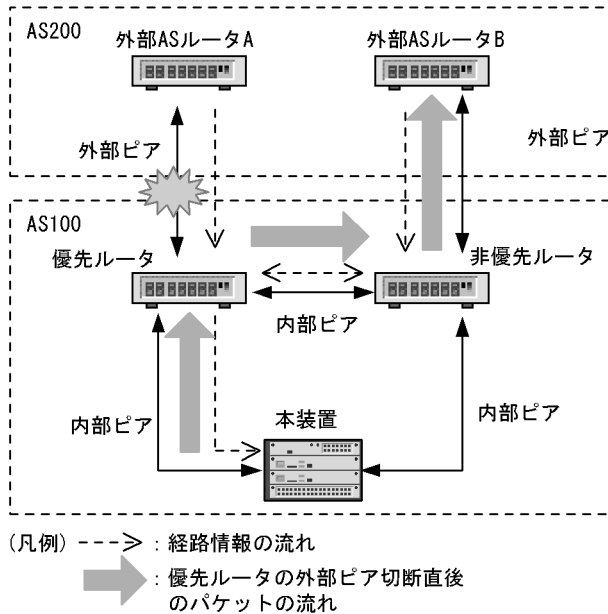 AS200
外部ASルータA
外部ASルータB
外部ピア
外部ピア
AS100
優先ルータ
非優先ルータ
内部ピア
内部ピア
本装置
内部ピア
(凡例)
：経路情報の流れ
：優先ルータの外部ピア切断直後
のパケットの流れ